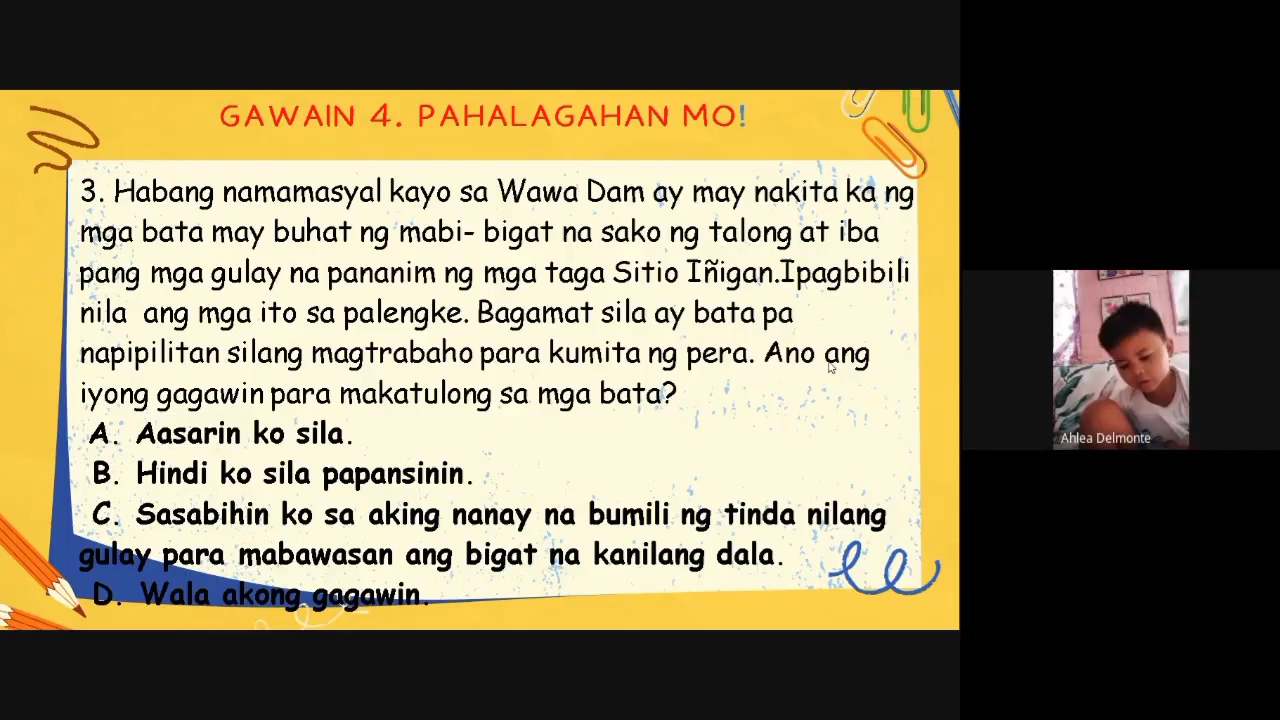 GAWAIN 4. PAHALAGAHAN MO!
3. Habang namamasyal kayo sa Wawa Dam ay may nakita ka ng
mga bata may buhat ng mabi- bigat na sako ng talong at iba
pang mga gulay na pananim ng mga taga Sitio Iñigan.Ipagbibili
nila ang mga ito sa palengke. Bagamat sila ay bata pa
napipilitan silang magtrabaho para kumita ng pera. Ano ang
iyong gagawin para makatulong sa mga bata?
A. Aasarin ko sila.
B. Hindi ko sila papansinin.
C. Sasabihin ko sa aking nanay na bumili ng tinda nilang
gulay para mabawasan ang bigat na kanilang dala.
D. Wala akong gagawin.
Ahlea Delmonte